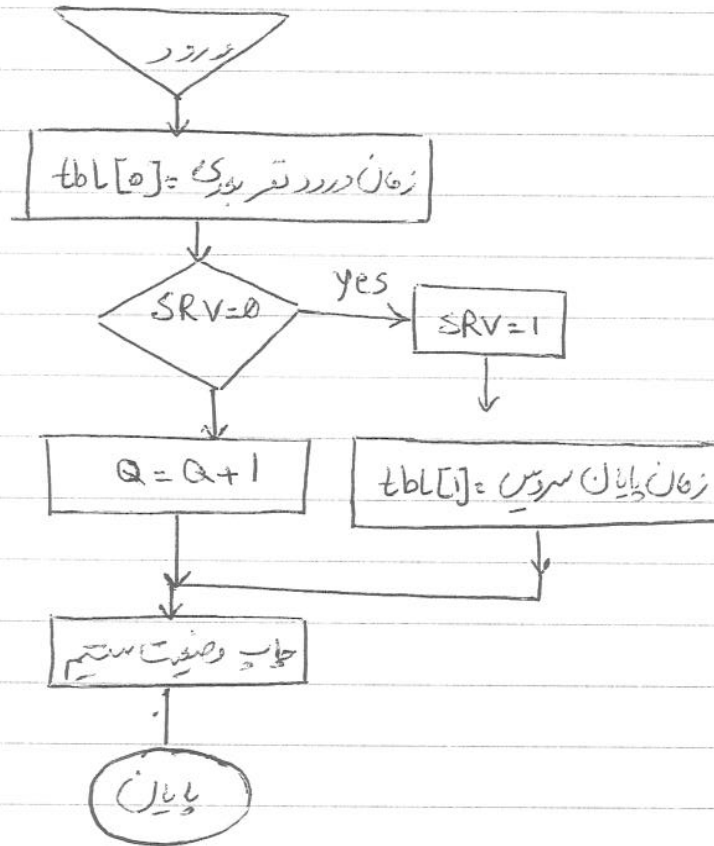 ورود
tbl[0]= زمان ورود نفر بعدی
SRV=0
yes
SRV=1
Q=Q+1
tbl[1]= زمان پایان سرویس
چاپ وضعیت سیستم
پایان